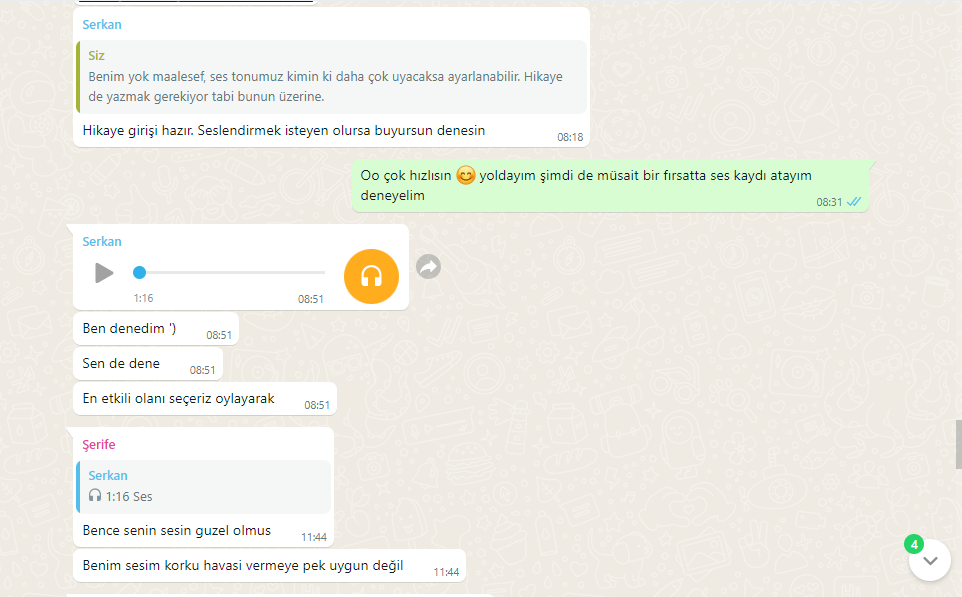 Serkan
Siz
Benim yok maalesef, ses tonumuz kimin ki daha çok uyacaksa ayarlanabilir. Hikaye
de yazmak gerekiyor tabi bunun üzerine.
Hikaye girişi hazır. Seslendirmek isteyen olursa buyursun denesin
08:18
Oo çok hızlısın 😊 yoldayım şimdi de müsait bir fırsatta ses kaydı atayım
deneyelim
08:31
Serkan
1:16 08:51
Ben denedim ') 08:51
Sen de dene 08:51
En etkili olanı seçeriz oylayarak 08:51
Şerife
Serkan
1:16 Ses
Bence senin sesin guzel olmus 11:44
Benim sesim korku havasi vermeye pek uygun değil 11:44
4